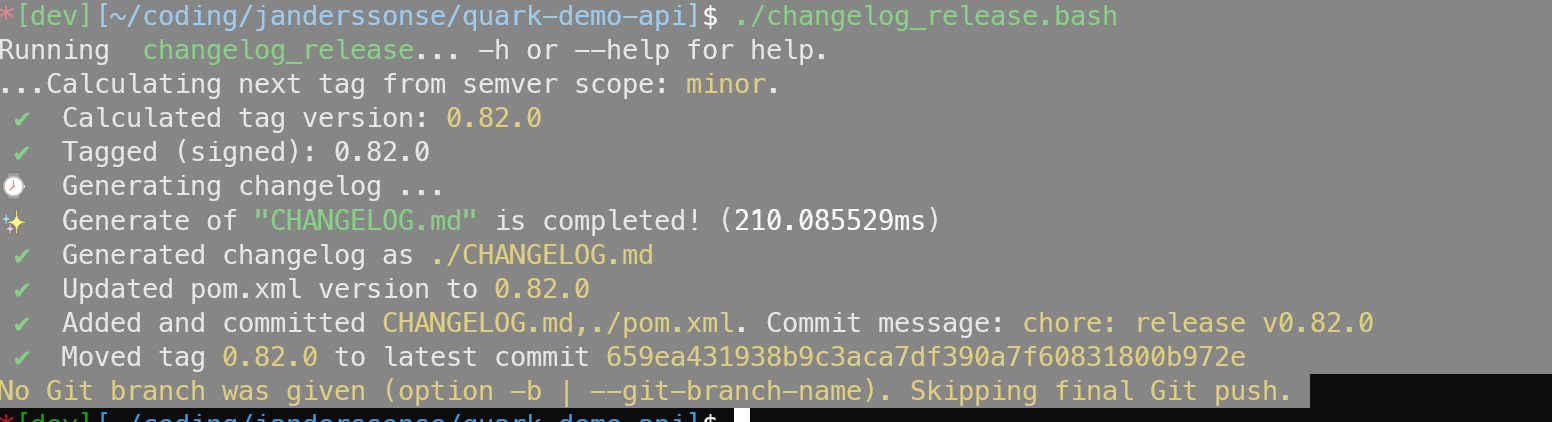 *[dev][~/coding/janderssonse/quark-demo-api]$ ./changelog_release.bash
Running  changelog_release... -h or --help for help.
...Calculating next tag from semver scope: minor.
✔  Calculated tag version: 0.82.0
✔  Tagged (signed): 0.82.0
⌚  Generating changelog ...
✨  Generate of "CHANGELOG.md" is completed! (210.085529ms)
✔  Generated changelog as ./CHANGELOG.md
✔  Updated pom.xml version to 0.82.0
✔  Added and committed CHANGELOG.md,./pom.xml. Commit message: chore: release v0.82.0
✔  Moved tag 0.82.0 to latest commit 659ea431938b9c3aca7df390a7f60831800b972e
No Git branch was given (option -b | --git-branch-name). Skipping final Git push.
*[dev][~/coding/janderssonse/quark-demo-api]$